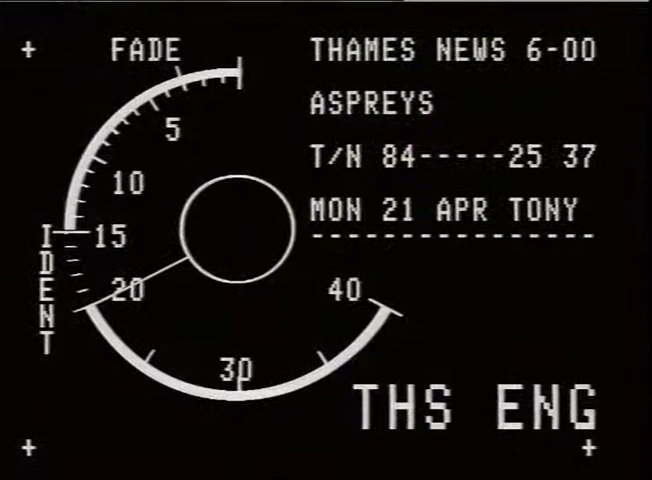 FADE
THAMES NEWS 6-00
ASPREYS
T/N 84-----25 37
MON 21 APR TONY
-----------------
5
10
15
20
30
40
IDENT
THS ENG